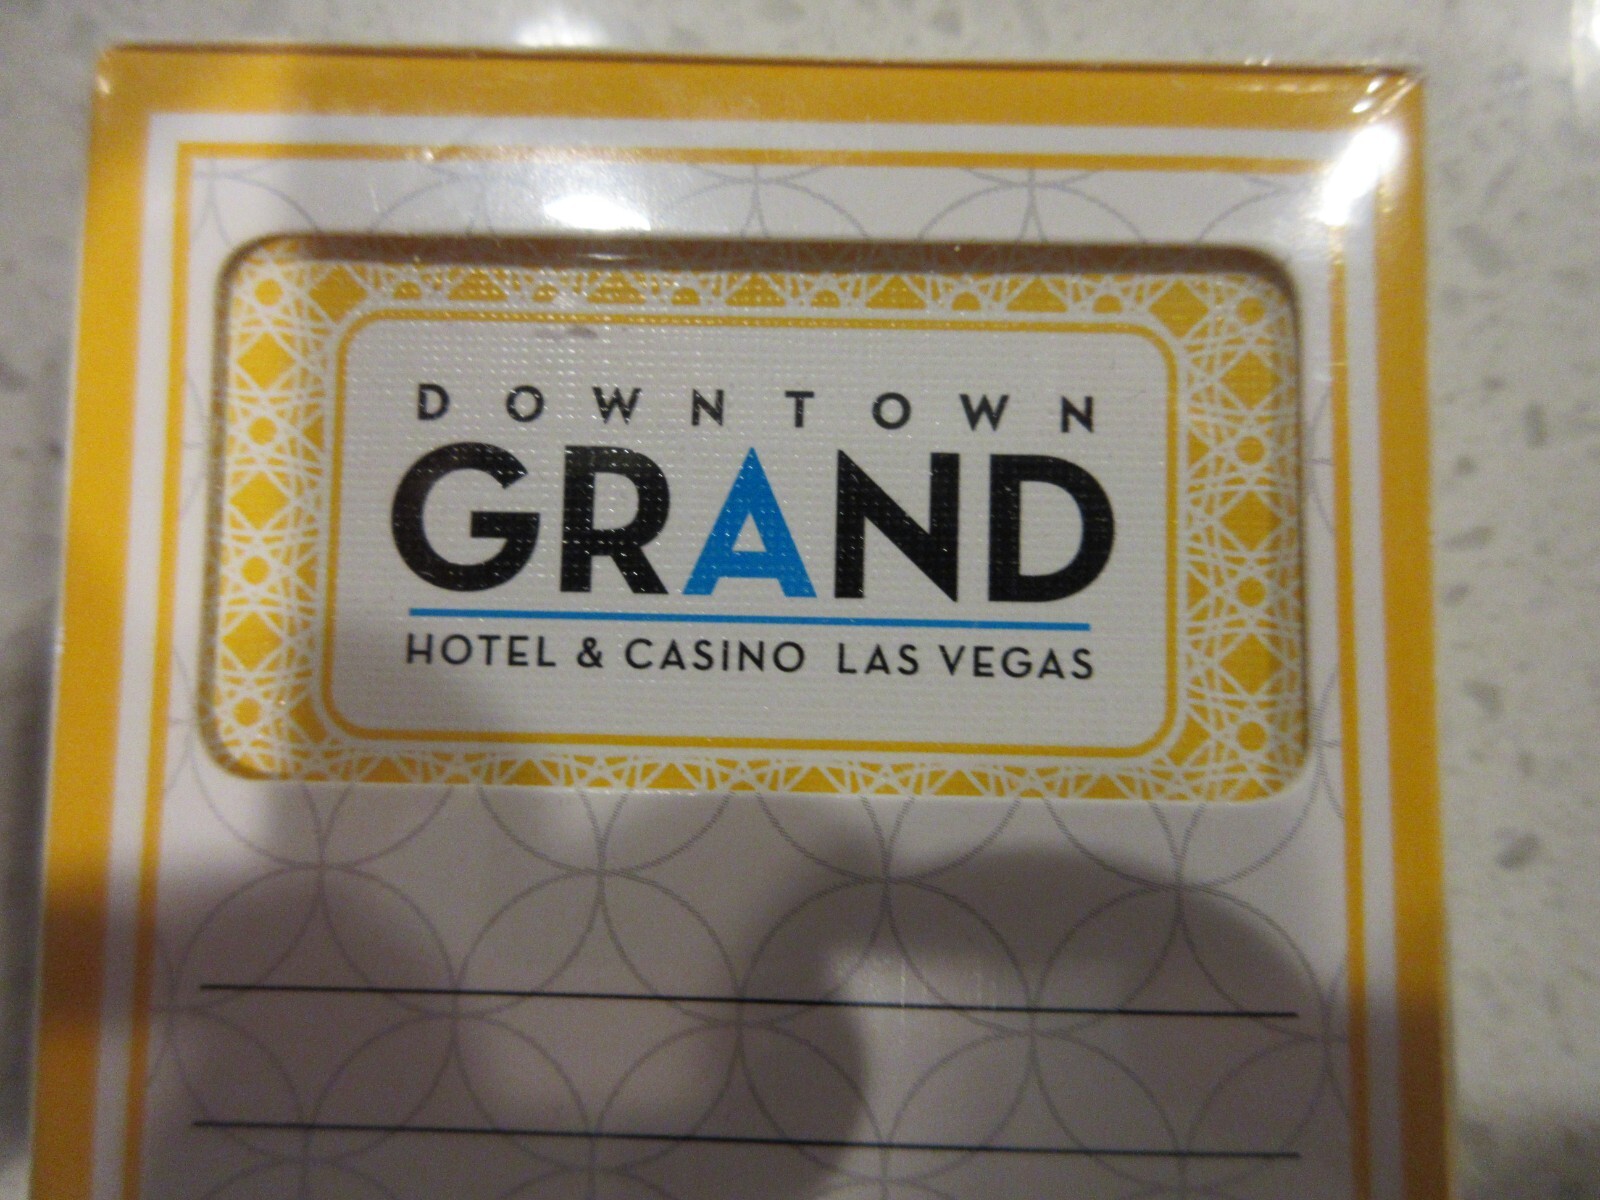 DOWNTOWN
GRAND
HOTEL & CASINO LAS VEGAS